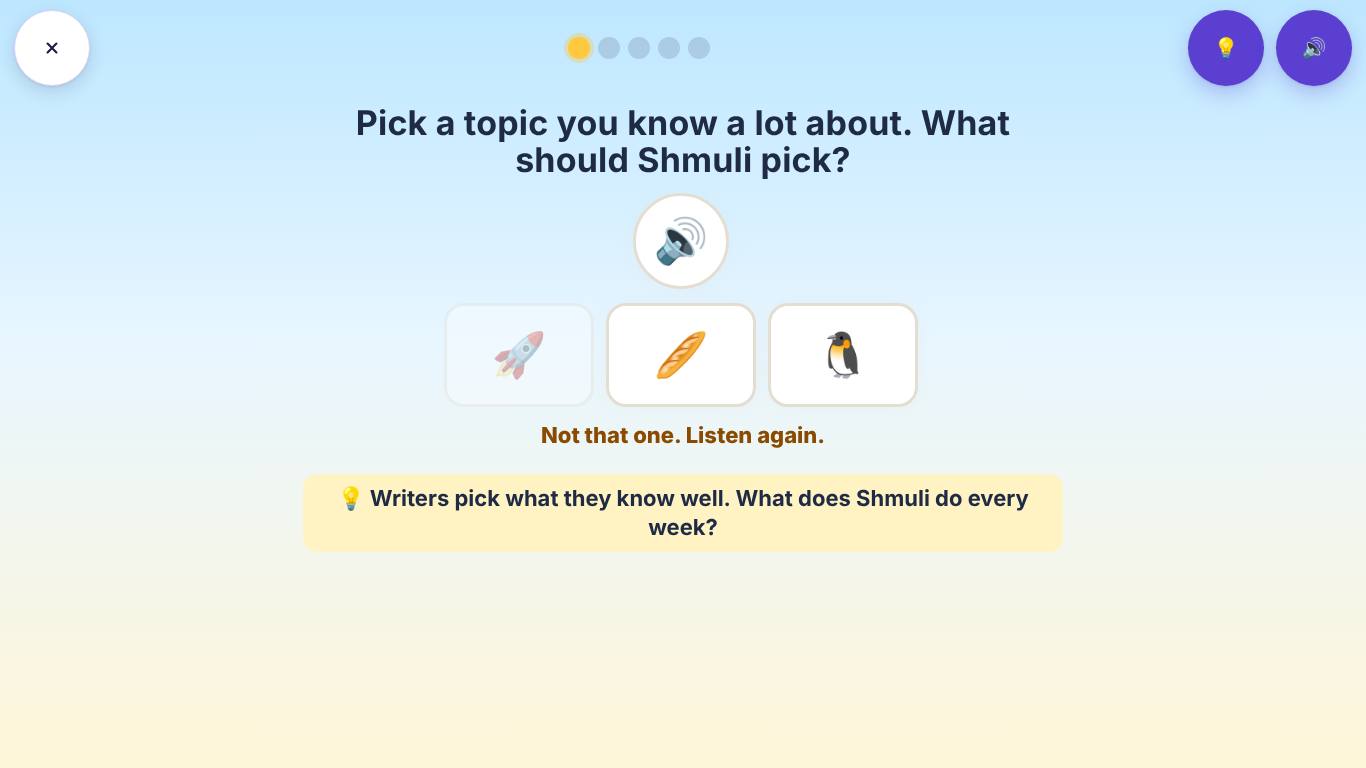 Pick a topic you know a lot about. What
should Shmuli pick?
Not that one. Listen again.
💡 Writers pick what they know well. What does Shmuli do every
week?